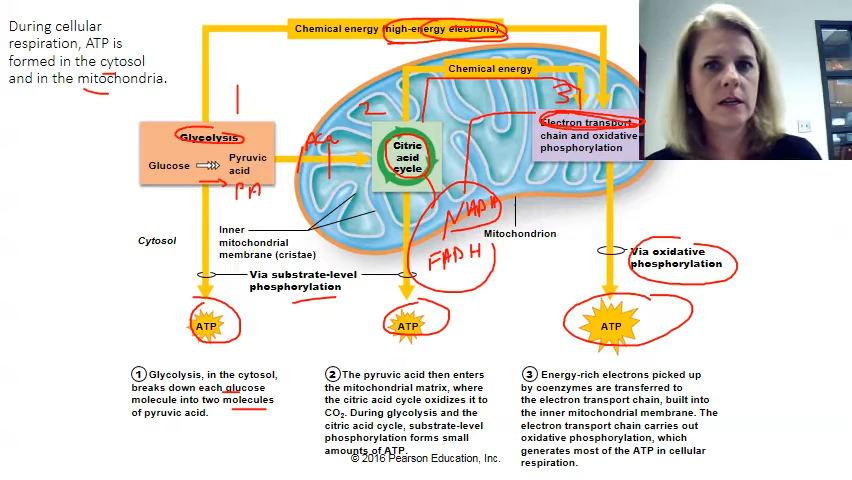 During cellular
respiration, ATP is
formed in the cytosol
and in the mitochondria.
Chemical energy (high-energy electrons)
Chemical energy
1
2
3
Glycolysis
Glucose
Pyruvic
acid
PA
Aca
Citric
acid
cycle
Electron transport
chain and oxidative
phosphorylation
NADH
FADH
Cytosol
Inner
mitochondrial
membrane (cristae)
Mitochondrion
Via substrate-level
phosphorylation
Via oxidative
phosphorylation
ATP
ATP
ATP
1 Glycolysis, in the cytosol,
breaks down each glucose
molecule into two molecules
of pyruvic acid.
2 The pyruvic acid then enters
the mitochondrial matrix, where
the citric acid cycle oxidizes it to
CO2. During glycolysis and the
citric acid cycle, substrate-level
phosphorylation forms small
amounts of ATP.
3 Energy-rich electrons picked up
by coenzymes are transferred to
the electron transport chain, built into
the inner mitochondrial membrane. The
electron transport chain carries out
oxidative phosphorylation, which
generates most of the ATP in cellular
respiration.
© 2016 Pearson Education, Inc.